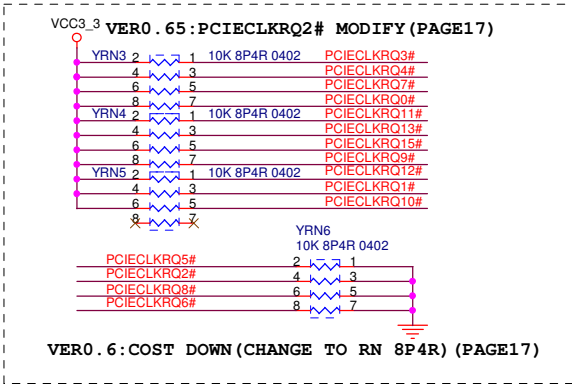 VCC3_3
VER0.65:PCIECLKRQ2# MODIFY(PAGE17)
YRN3 2 1 10K 8P4R 0402 PCIECLKRQ3#
4 3 PCIECLKRQ4#
6 5 PCIECLKRQ7#
8 7 PCIECLKRQ0#
YRN4 2 1 10K 8P4R 0402 PCIECLKRQ11#
4 3 PCIECLKRQ13#
6 5 PCIECLKRQ15#
8 7 PCIECLKRQ9#
YRN5 2 1 10K 8P4R 0402 PCIECLKRQ12#
4 3 PCIECLKRQ1#
6 5 PCIECLKRQ10#
8 7
YRN6
10K 8P4R 0402
PCIECLKRQ5# 2 1
PCIECLKRQ2# 4 3
PCIECLKRQ8# 6 5
PCIECLKRQ6# 8 7
VER0.6:COST DOWN(CHANGE TO RN 8P4R)(PAGE17)